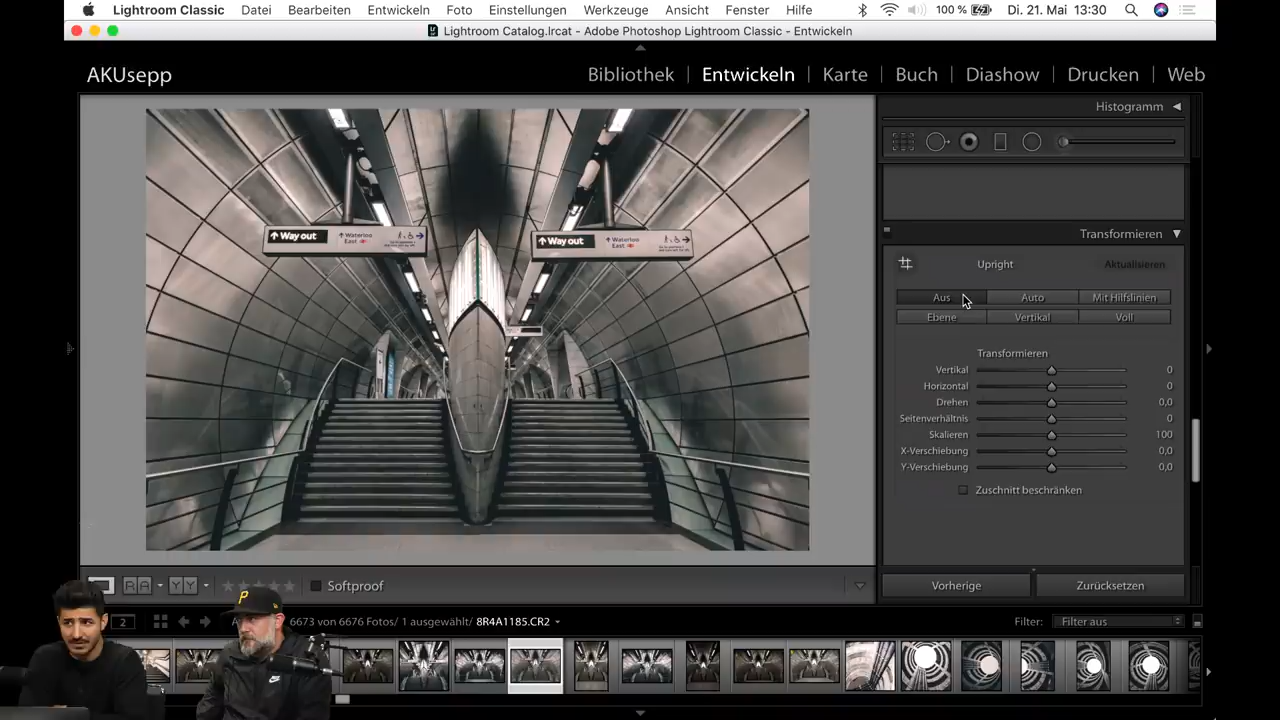 Lightroom Classic Datei Bearbeiten Entwickeln Foto Einstellungen Werkzeuge Ansicht Fenster Hilfe 100 % Di. 21. Mai 13:30
Lightroom Catalog.lrcat - Adobe Photoshop Lightroom Classic - Entwickeln
AKUsepp Bibliothek Entwickeln Karte Buch Diashow Drucken Web
Histogramm
Transformieren
Upright Aktualisieren
Aus Auto Mit Hilfslinien
Ebene Vertikal Voll
Transformieren
Vertikal 0
Horizontal 0
Drehen 0,0
Seitenverhältnis 0
Skalieren 100
X-Verschiebung 0,0
Y-Verschiebung 0,0
Zuschnitt beschränken
Vorherige Zurücksetzen
Way out Waterloo East
Way out Waterloo East
R A Y Y Softproof
2 6673 von 6676 Fotos/ 1 ausgewählt/ 8R4A1185.CR2 Filter: Filter aus
P